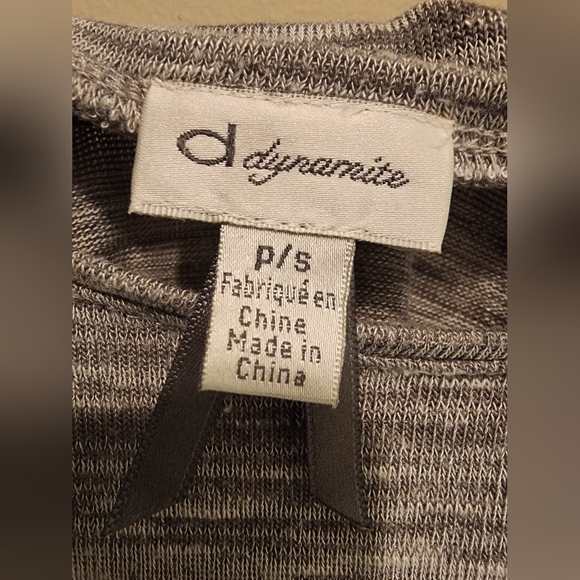 d dynamite
p/s
Fabriqué en
Chine
Made in
China